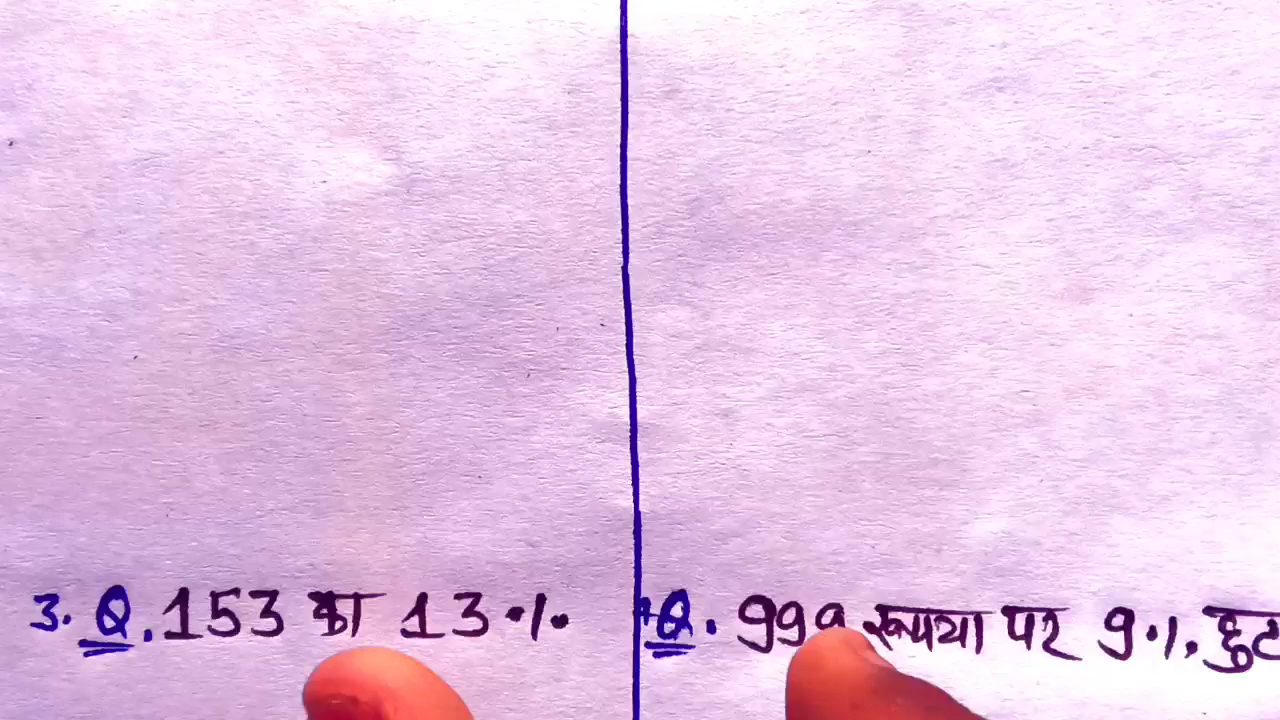 3. Q. 153 का 13%
Q. 999 रूपया पर 9%. छुट